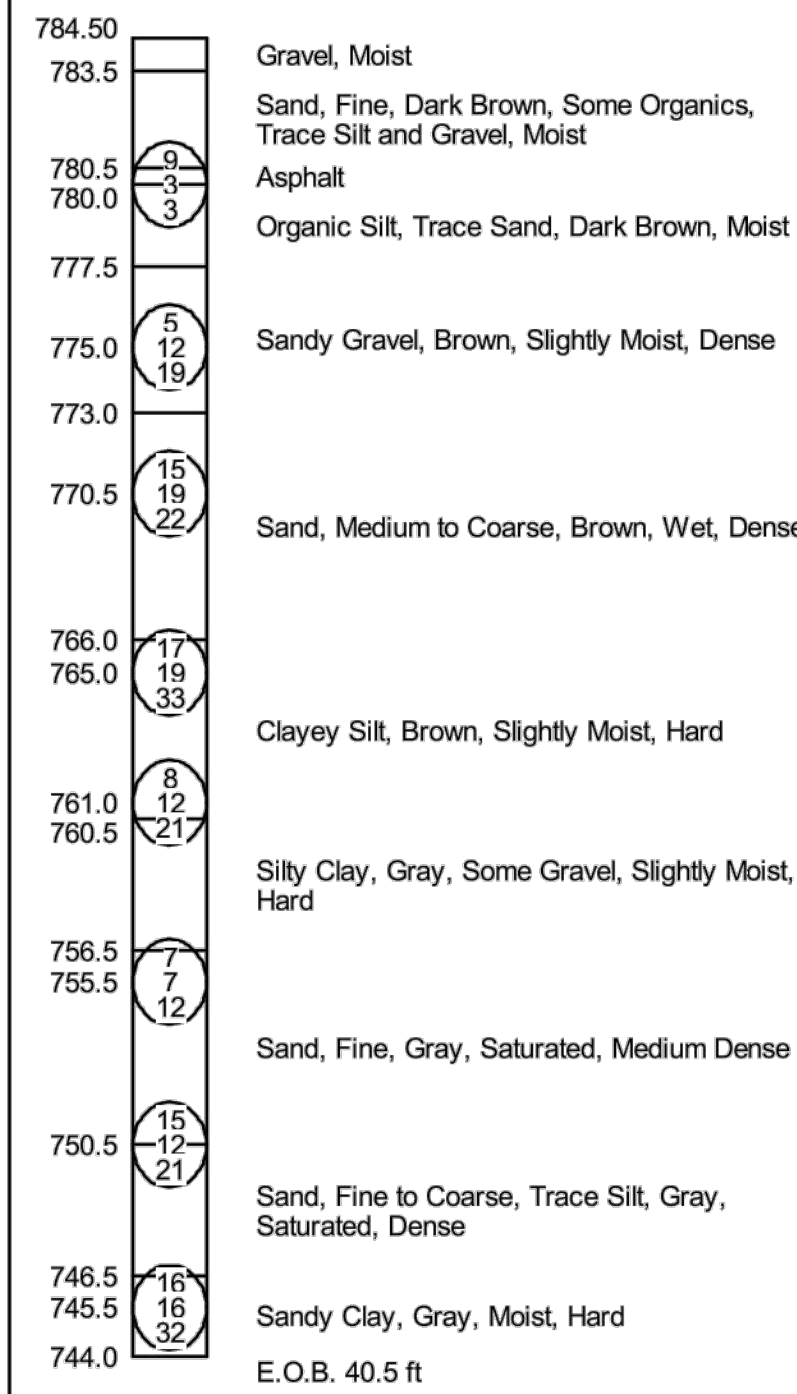 784.50
Gravel, Moist
783.5
Sand, Fine, Dark Brown, Some Organics,
Trace Silt and Gravel, Moist
9
780.5
Asphalt
3
780.0
3
Organic Silt, Trace Sand, Dark Brown, Moist
777.5
5
775.0
12
Sandy Gravel, Brown, Slightly Moist, Dense
19
773.0
15
770.5
19
22
Sand, Medium to Coarse, Brown, Wet, Dense
766.0
17
765.0
19
33
Clayey Silt, Brown, Slightly Moist, Hard
8
761.0
12
760.5
21
Silty Clay, Gray, Some Gravel, Slightly Moist,
Hard
756.5
7
755.5
7
12
Sand, Fine, Gray, Saturated, Medium Dense
15
750.5
12
21
Sand, Fine to Coarse, Trace Silt, Gray,
Saturated, Dense
746.5
16
745.5
16
Sandy Clay, Gray, Moist, Hard
32
744.0
E.O.B. 40.5 ft